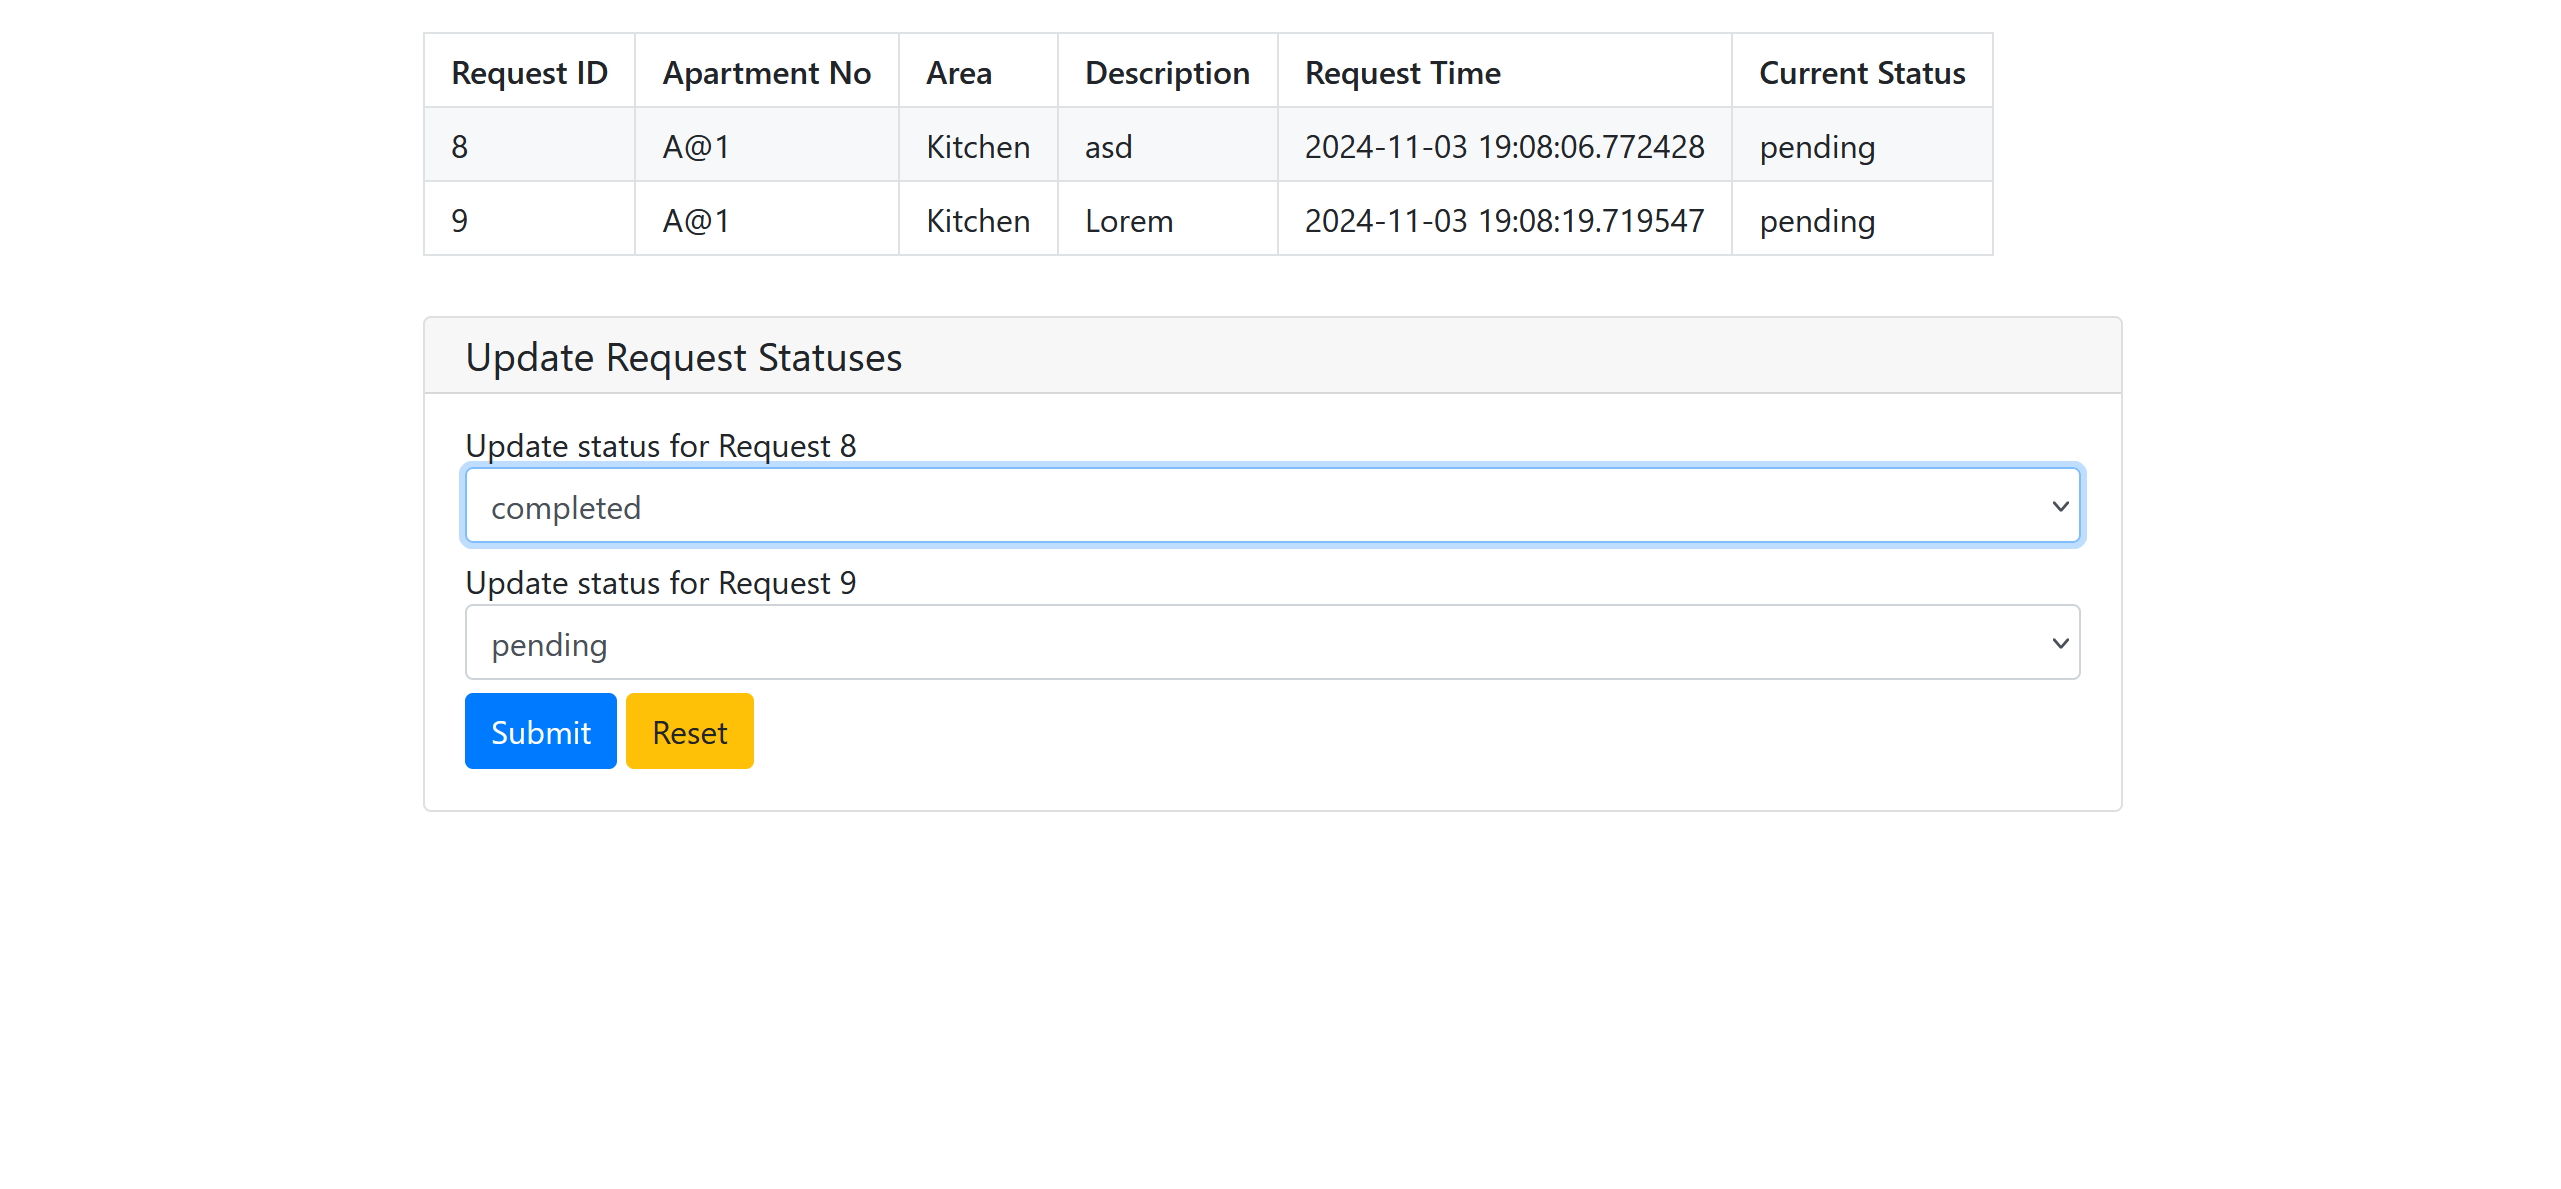 Request ID Apartment No Area Description Request Time Current Status
8 A@1 Kitchen asd 2024-11-03 19:08:06.772428 pending
9 A@1 Kitchen Lorem 2024-11-03 19:08:19.719547 pending
Update Request Statuses
Update status for Request 8
completed
Update status for Request 9
pending
Submit Reset